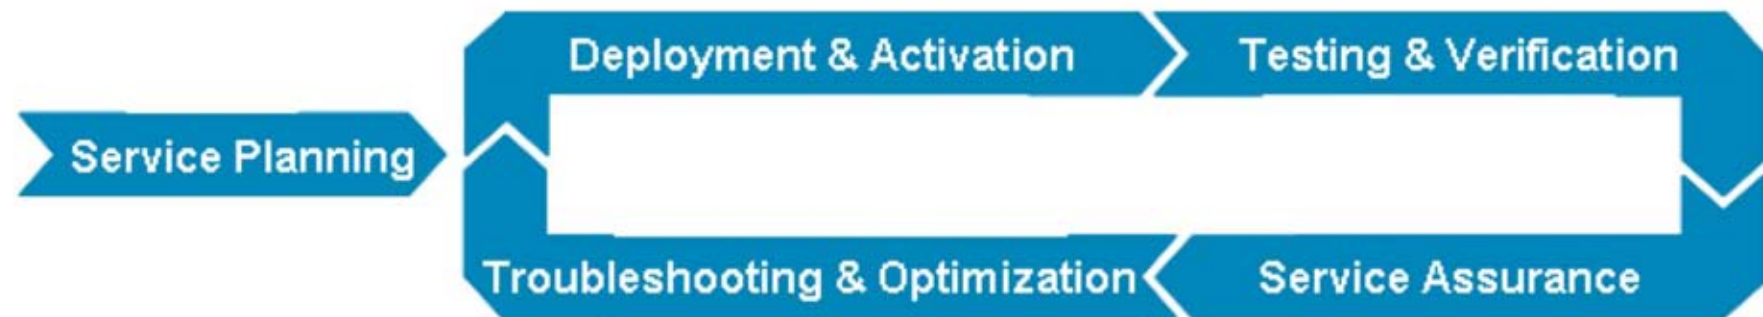 Service Planning
Deployment & Activation
Testing & Verification
Service Assurance
Troubleshooting & Optimization